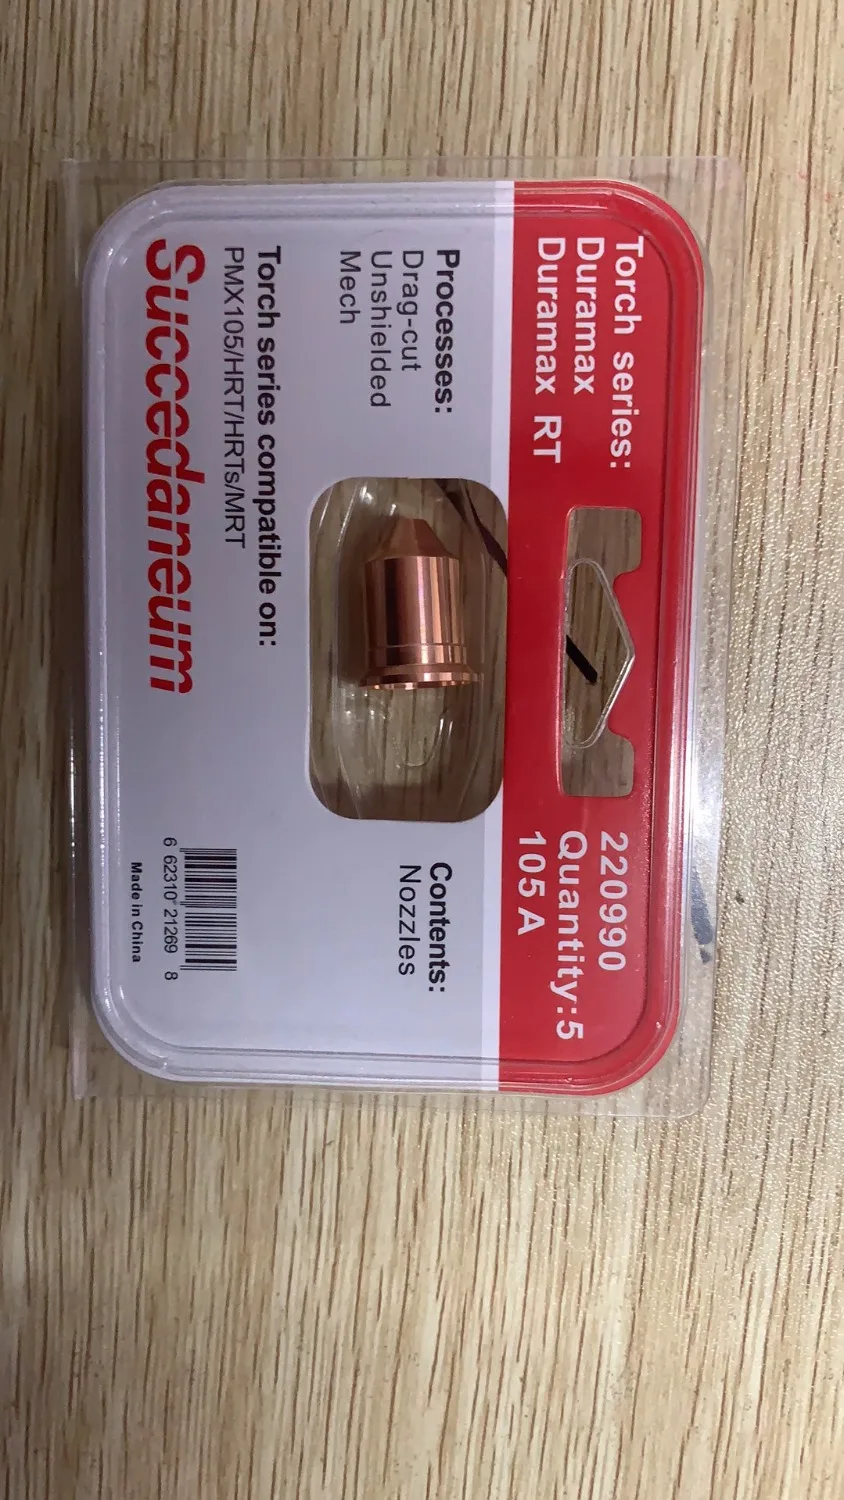 Torch series:
Duramax
Duramax RT
220990
Quantity:5
105A
Processes:
Drag-cut
Unshielded
Mech
Contents:
Nozzles
Torch series compatible on:
PMX105/HRT/HRTs/MRT
Succedaneum
6 62310 21269 8
Made in China